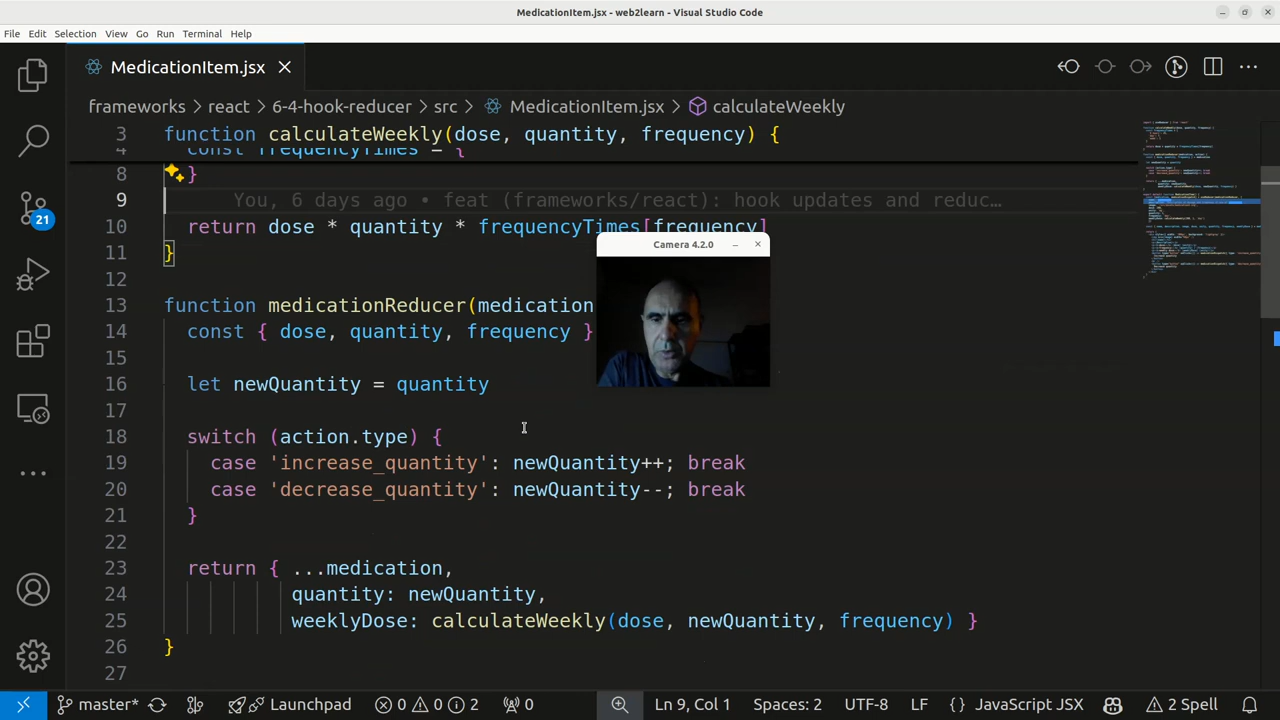 MedicationItem.jsx - web2learn - Visual Studio Code
File Edit Selection View Go Run Terminal Help
MedicationItem.jsx
frameworks > react > 6-4-hook-reducer > src > MedicationItem.jsx > calculateWeekly
3 function calculateWeekly(dose, quantity, frequency) {
4 const frequencyTimes = {
8 }
9 You, 6 days ago • feat(frameworks/react): hook updates and reduc…
10 return dose * quantity * frequencyTimes[frequency]
11 }
Camera 4.2.0
12
13 function medicationReducer(medication
14 const { dose, quantity, frequency }
15
16 let newQuantity = quantity
17
18 switch (action.type) {
19 case 'increase_quantity': newQuantity++; break
20 case 'decrease_quantity': newQuantity--; break
21 }
22
23 return { ...medication,
24 quantity: newQuantity,
25 weeklyDose: calculateWeekly(dose, newQuantity, frequency) }
26 }
27
21
master* Launchpad 0 0 2 0 Ln 9, Col 1 Spaces: 2 UTF-8 LF {} JavaScript JSX 2 Spell